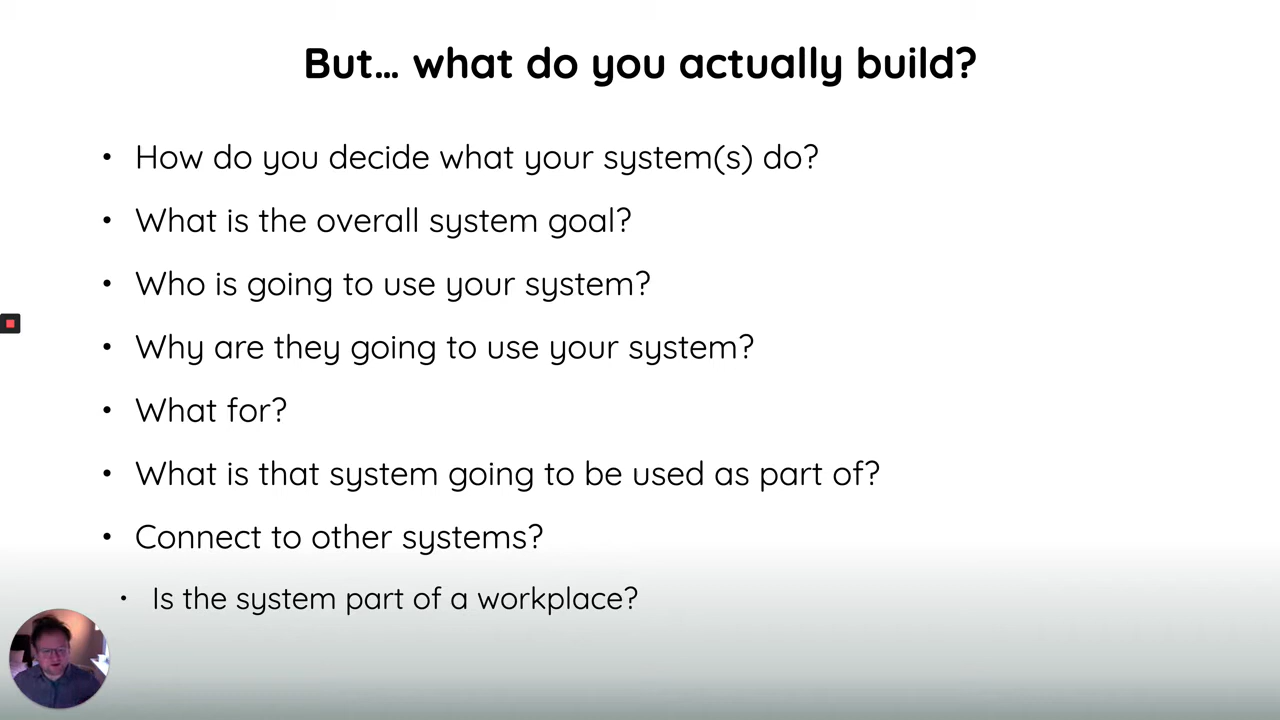 But... what do you actually build?
• How do you decide what your system(s) do?
• What is the overall system goal?
• Who is going to use your system?
• Why are they going to use your system?
• What for?
• What is that system going to be used as part of?
• Connect to other systems?
• Is the system part of a workplace?